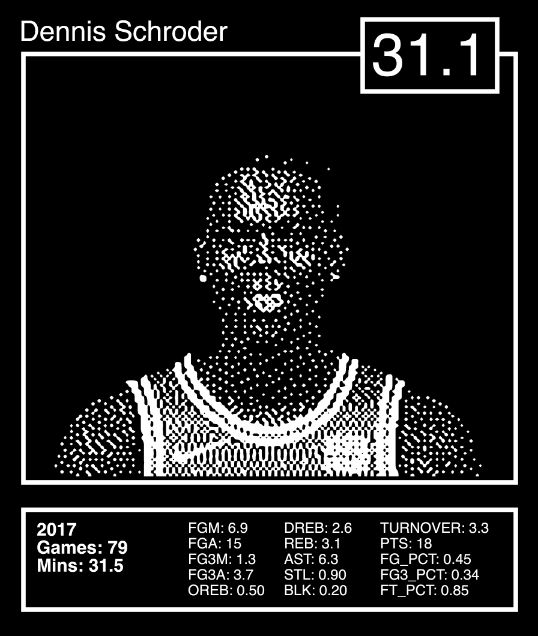 Dennis Schroder
31.1
2017
Games: 79
Mins: 31.5
FGM: 6.9
FGA: 15
FG3M: 1.3
FG3A: 3.7
OREB: 0.50
DREB: 2.6
REB: 3.1
AST: 6.3
STL: 0.90
BLK: 0.20
TURNOVER: 3.3
PTS: 18
FG_PCT: 0.45
FG3_PCT: 0.34
FT_PCT: 0.85